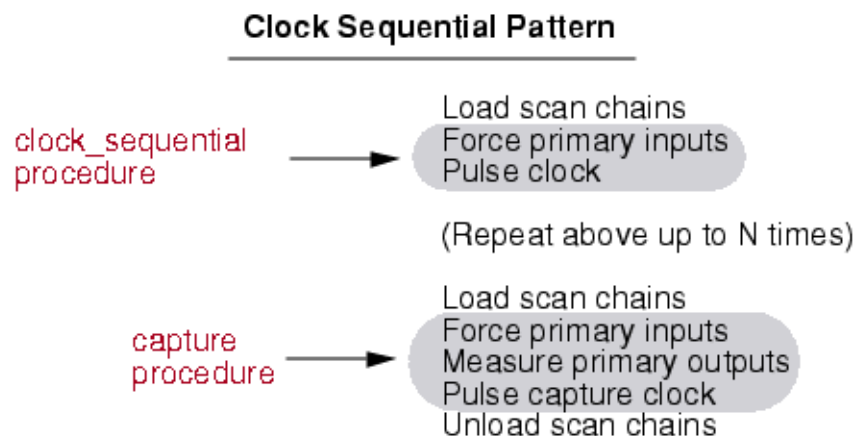 Clock Sequential Pattern
clock_sequential
procedure
Load scan chains
Force primary inputs
Pulse clock
(Repeat above up to N times)
capture
procedure
Load scan chains
Force primary inputs
Measure primary outputs
Pulse capture clock
Unload scan chains